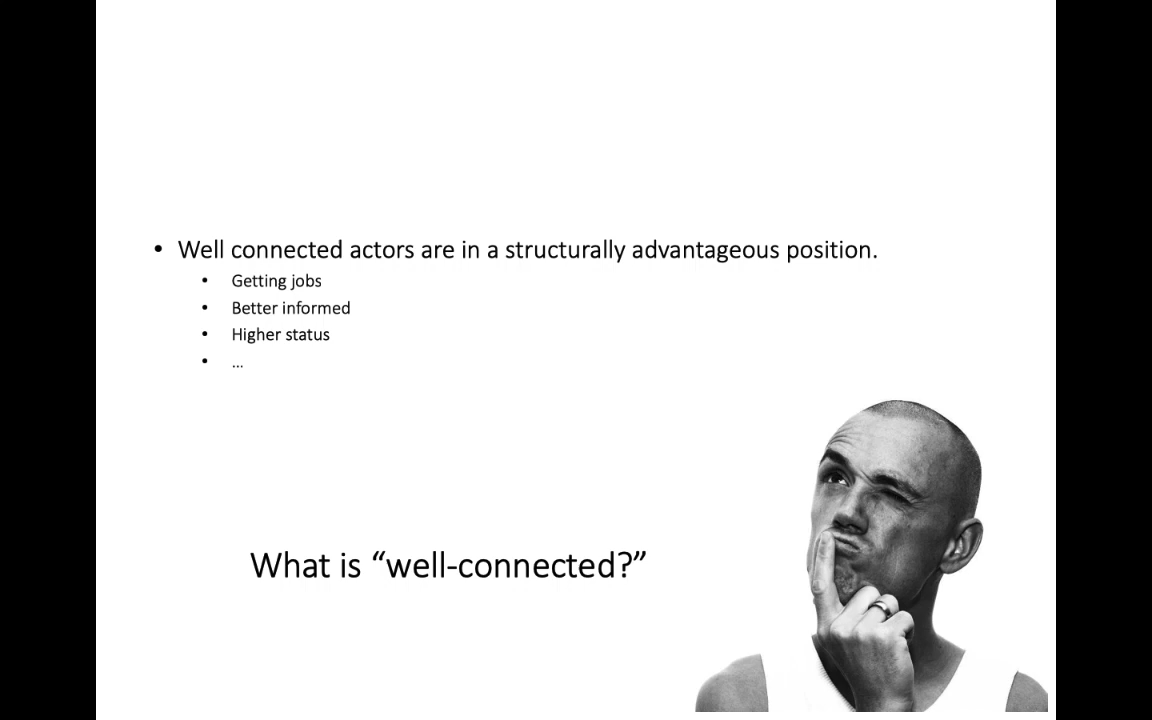 • Well connected actors are in a structurally advantageous position.
• Getting jobs
• Better informed
• Higher status
• ...
What is “well-connected?”